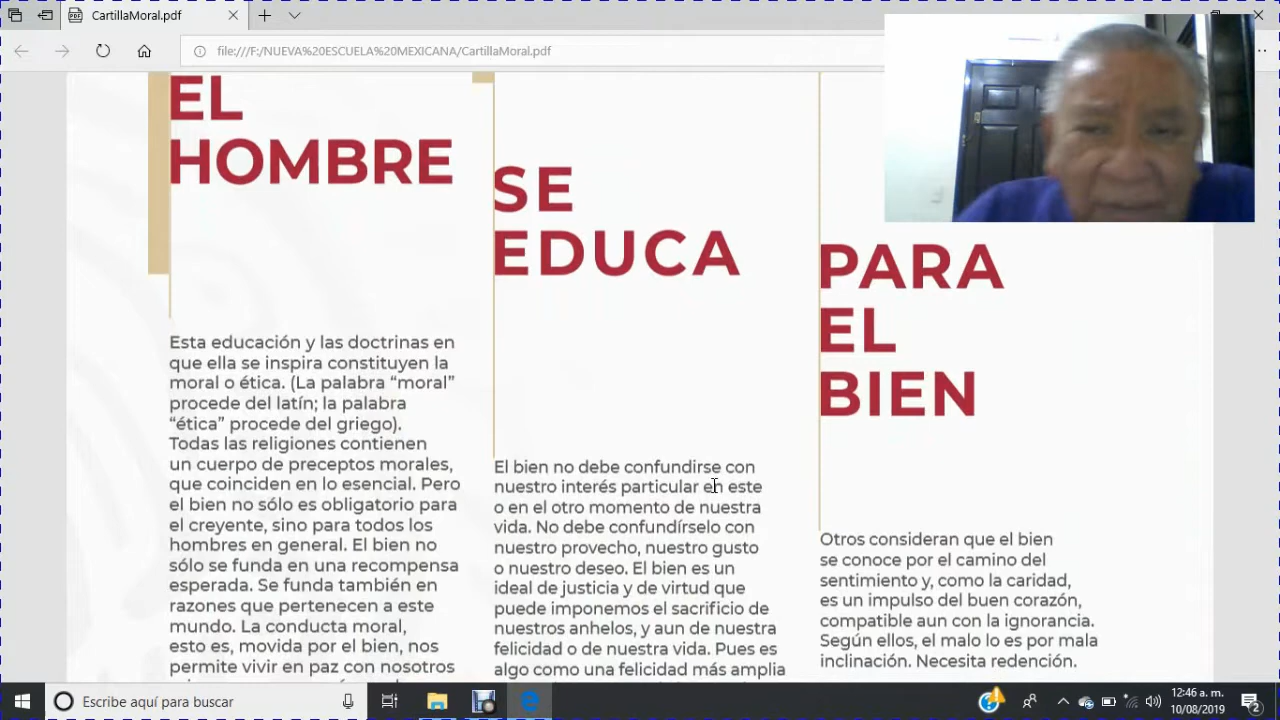 CartillaMoral.pdf
file:///F:/NUEVA%20ESCUELA%20MEXICANA/CartillaMoral.pdf
EL
HOMBRE
Esta educación y las doctrinas en
que ella se inspira constituyen la
moral o ética. (La palabra “moral”
procede del latín; la palabra
“ética” procede del griego).
Todas las religiones contienen
un cuerpo de preceptos morales,
que coinciden en lo esencial. Pero
el bien no sólo es obligatorio para
el creyente, sino para todos los
hombres en general. El bien no
sólo se funda en una recompensa
esperada. Se funda también en
razones que pertenecen a este
mundo. La conducta moral,
esto es, movida por el bien, nos
permite vivir en paz con nosotros
SE
EDUCA
El bien no debe confundirse con
nuestro interés particular en este
o en el otro momento de nuestra
vida. No debe confundírselo con
nuestro provecho, nuestro gusto
o nuestro deseo. El bien es un
ideal de justicia y de virtud que
puede imponernos el sacrificio de
nuestros anhelos, y aun de nuestra
felicidad o de nuestra vida. Pues es
algo como una felicidad más amplia
PARA
EL
BIEN
Otros consideran que el bien
se conoce por el camino del
sentimiento y, como la caridad,
es un impulso del buen corazón,
compatible aun con la ignorancia.
Según ellos, el malo lo es por mala
inclinación. Necesita redención.
Escribe aquí para buscar
12:46 a. m.
10/08/2019
2